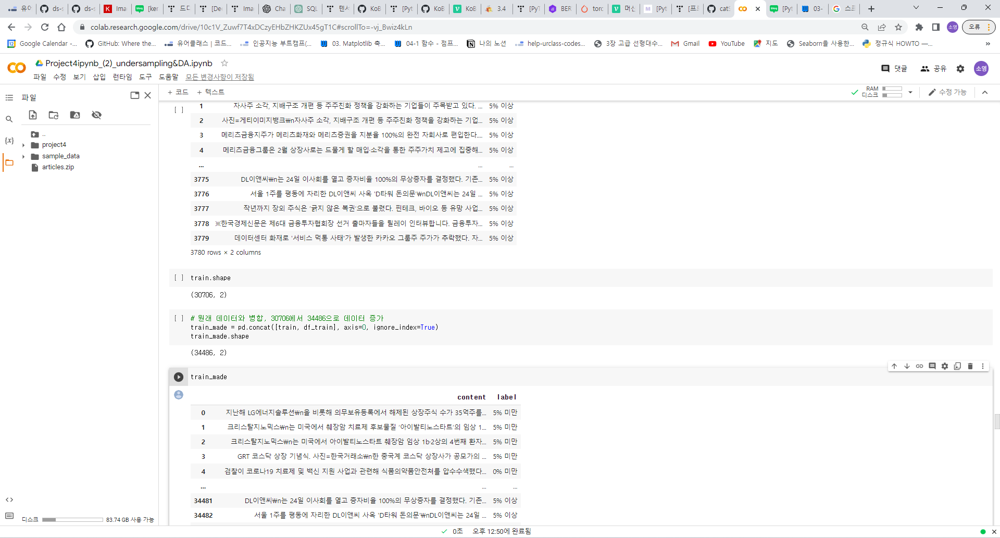 유어 ds-s ds-s Ima [ker 드디 [Dee Ima Cha SQL 텐서 KoB [Pyt KoB KoB 3.4 [PyT BER torc 머신 [Pyt [프로 catS [Pyt 03- 스크
colab.research.google.com/drive/10c1V_Zuwf7T4xDCzyEHbZHKZUx45gT1C#scrollTo=-vj_Bwiz4kLn 소영 오류
Google Calendar -... GitHub: Where the... 유어클래스 | 코드... 인공지능 부트캠프(... 03. Matplotlib 축... 04-1 함수 - 점프... 나의 노션 help-urclass-codes... 3장 고급 선형대수... Gmail YouTube 지도 Seaborn을 사용한... 정규식 HOWTO —... »
Project4ipynb_(2)_undersampling&DA.ipynb
파일 수정 보기 삽입 런타임 도구 도움말 모든 변경사항이 저장됨 댓글 공유 소영
파일
+ 코드 + 텍스트 RAM 디스크 수정 가능
..
project4
sample_data
articles.zip
[ ] 1 자사주 소각, 지배구조 개편 등 주주친화 정책을 강화하는 기업들이 주목받고 있다. ... 5% 이상
2 사진=게티이미지뱅크₩n자사주 소각, 지배구조 개편 등 주주친화 정책을 강화하는 기업... 5% 이상
3 메리츠금융지주가 메리츠화재와 메리츠증권을 지분율 100%의 완전 자회사로 편입한다.... 5% 이상
4 메리츠금융그룹은 2월 상장사로는 드물게 할 매입·소각을 통한 주주가치 제고에 집중해... 5% 이상
... ... ...
3775 DL이앤씨₩n는 24일 이사회를 열고 증자비율 100%의 무상증자를 결정했다. 기존... 5% 이상
3776 서울 1주를 평동에 자리한 DL이앤씨 사옥 'D타워 돈의문'₩nDL이앤씨는 24일 ... 5% 이상
3777 작년까지 장외 주식은 '긁지 않은 복권'으로 불렸다. 핀테크, 바이오 등 유망 사업... 5% 이상
3778 ※한국경제신문은 제6대 금융투자협회장 선거 출마자들을 릴레이 인터뷰합니다. 금융투자... 5% 이상
3779 데이터센터 화재로 '서비스 먹통 사태'가 발생한 카카오 그룹주 주가가 추락했다. 자... 5% 이상
3780 rows × 2 columns
[ ] train.shape
(30706, 2)
[ ] # 원래 데이터와 병합, 30706에서 34486으로 데이터 증가
train_made = pd.concat([train, df_train], axis=0, ignore_index=True)
train_made.shape
(34486, 2)
train_made
content label
0 지난해 LG에너지솔루션₩n을 비롯해 의무보유등록에서 해제된 상장주식 수가 35억주를... 5% 미만
1 크리스탈지노믹스₩n는 미국에서 췌장암 치료제 후보물질 '아이발티노스타트'의 임상 1... 5% 미만
2 크리스탈지노믹스₩n는 미국에서 아이발티노스타트 췌장암 임상 1b·2상의 4번째 환자... 5% 미만
3 GRT 코스닥 상장 기념식. 사진=한국거래소₩n한 중국계 코스닥 상장사가 공모가의 ... 5% 미만
4 검찰이 코로나19 치료제 및 백신 지원 사업과 관련해 식품의약품안전처를 압수수색했다... 0% 미만
... ... ...
34481 DL이앤씨₩n는 24일 이사회를 열고 증자비율 100%의 무상증자를 결정했다. 기존... 5% 이상
34482 서울 1주를 평동에 자리한 DL이앤씨 사옥 'D타워 돈의문'₩nDL이앤씨는 24일 ... 5% 이상
디스크 83.74 GB 사용 가능
0초 오후 12:50에 완료됨